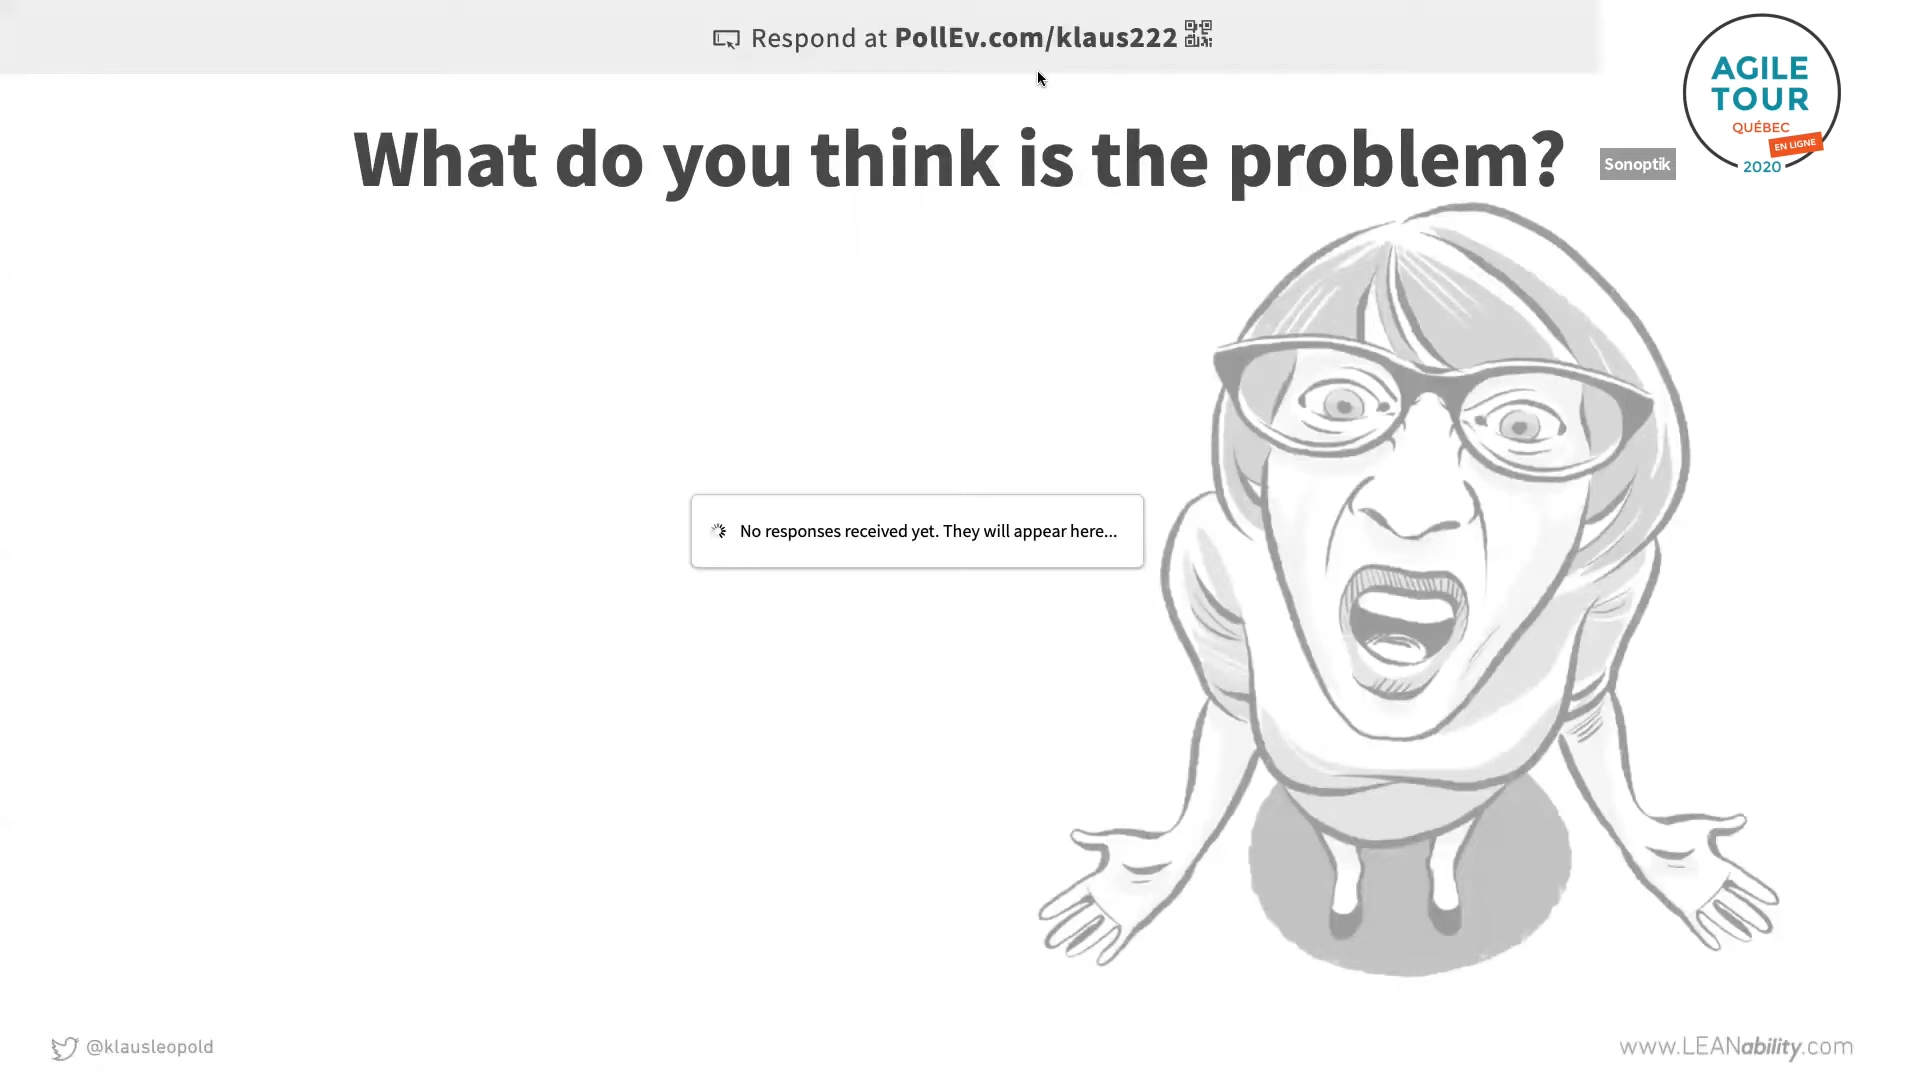 Respond at PollEv.com/klaus222
AGILE
TOUR
QUÉBEC
EN LIGNE
2020
What do you think is the problem?
Sonoptik
No responses received yet. They will appear here...
@klausleopold
www.LEANability.com